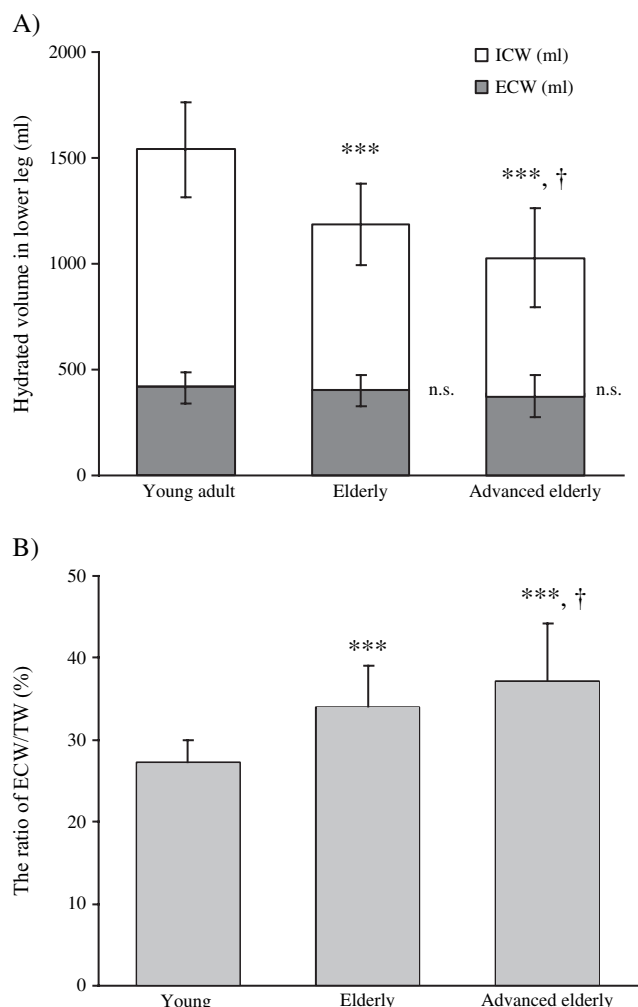 A)
2000
1500
1000
500
0
Hydrated volume in lower leg (ml)
ICW (ml)
ECW (ml)
***
***, †
n.s.
n.s.
Young adult
Elderly
Advanced elderly
B)
50
40
30
20
10
0
The ratio of ECW/TW (%)
***
***, †
Young
Elderly
Advanced elderly